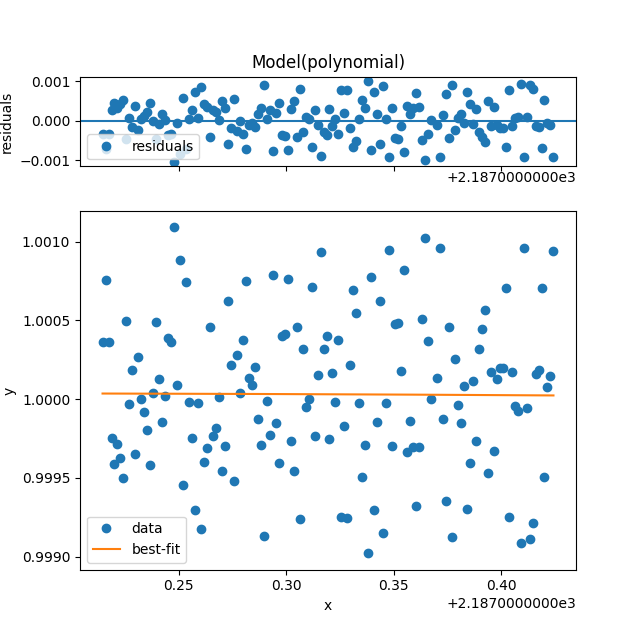 Model(polynomial)
0.001
0.000
−0.001
residuals
residuals
+2.1870000000e3
1.0010
1.0005
1.0000
0.9995
0.9990
y
data
best-fit
0.25
0.30
0.35
0.40
x
+2.1870000000e3